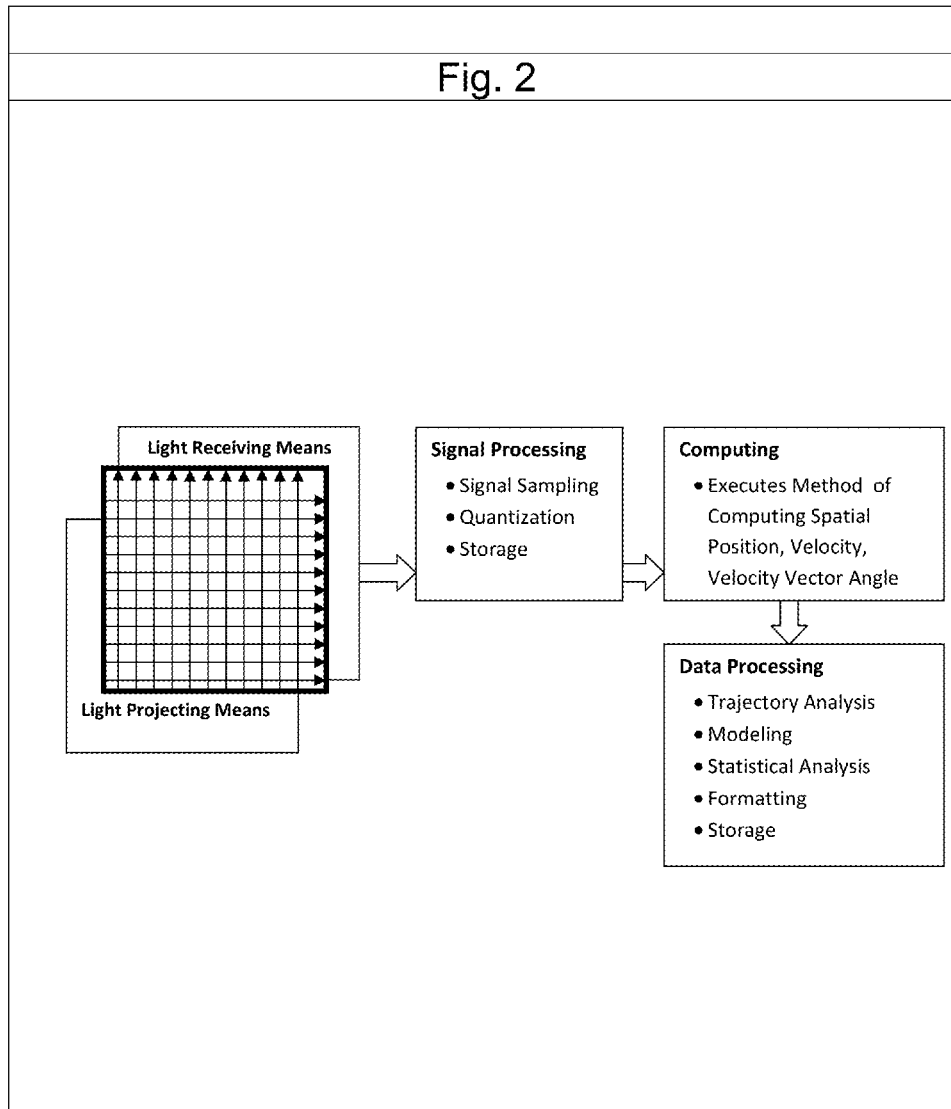 Fig. 2
Light Receiving Means
Light Projecting Means
Signal Processing
• Signal Sampling
• Quantization
• Storage
Computing
• Executes Method of
Computing Spatial
Position, Velocity,
Velocity Vector Angle
Data Processing
• Trajectory Analysis
• Modeling
• Statistical Analysis
• Formatting
• Storage